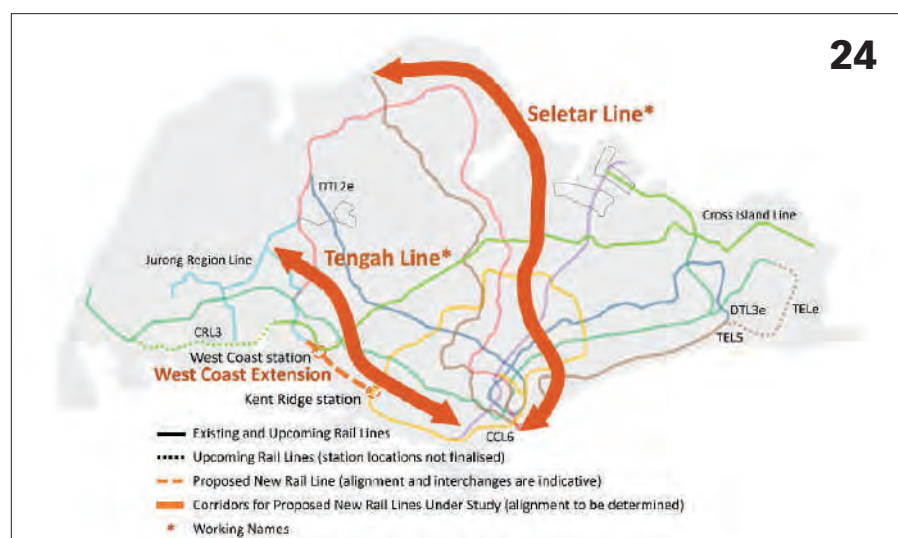 24
Seletar Line*
DTL2e
Cross Island Line
Tengah Line*
Jurong Region Line
DTL3e
TELe
CRL3
TEL5
West Coast station
West Coast Extension
Kent Ridge station
CCL6
Existing and Upcoming Rail Lines
Upcoming Rail Lines (station locations not finalised)
Proposed New Rail Line (alignment and interchanges are indicative)
Corridors for Proposed New Rail Lines Under Study (alignment to be determined)
* Working Names